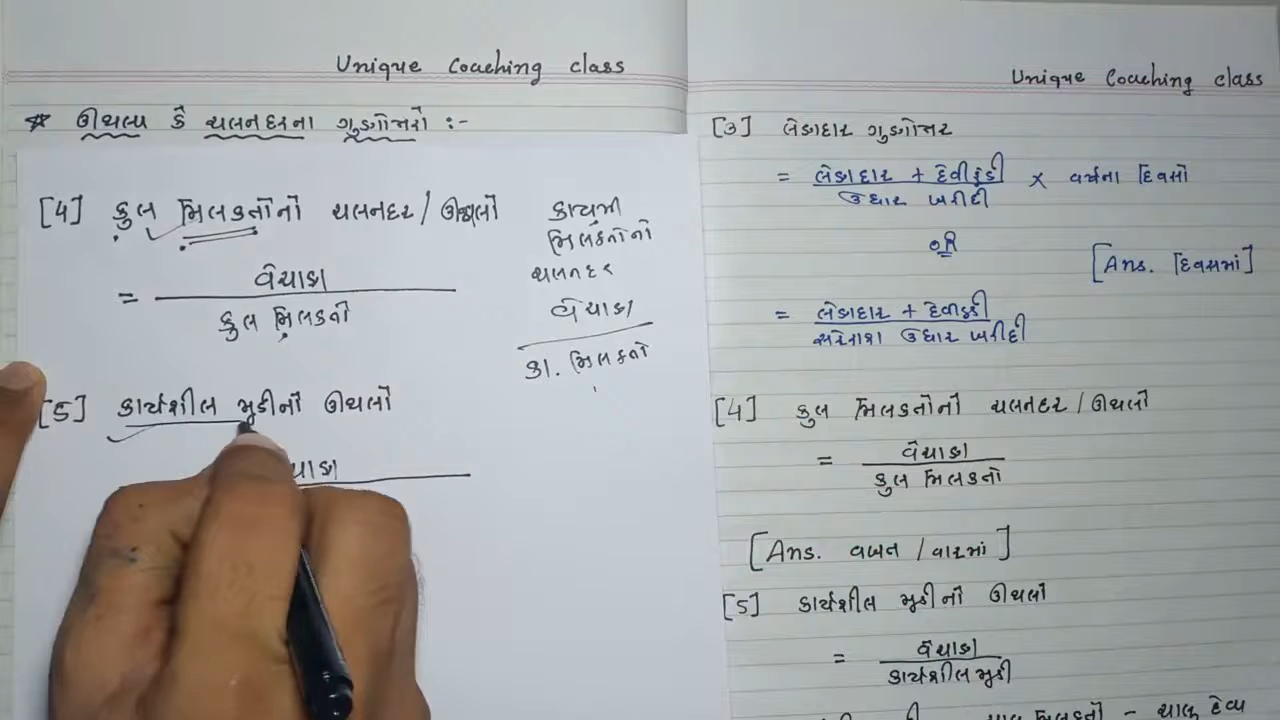 Unique Coaching class
* ઊથલા કે ચલનદરના ગુણોત્તરો :-
[4] કુલ મિલકતોનો ચલનદર / ઊથલો
= વેચાણ
કુલ મિલકતો
કાયમી
મિલકતોનો
ચલનદર
વેચાણ
કા. મિલકતો
[5] કાર્યશીલ મૂડીનો ઊથલો
Unique Coaching class
[3] લેણદાર ગુણોત્તર
= લેણદાર + દેવીહૂંડી × વર્ષના દિવસો
ઉધાર ખરીદી
OR
[Ans. દિવસમાં]
= લેણદાર + દેવીહૂંડી
સરેરાશ ઉધાર ખરીદી
[4] કુલ મિલકતોનો ચલનદર / ઊથલો
= વેચાણ
કુલ મિલકતો
[Ans. વખત / વારમાં]
[5] કાર્યશીલ મૂડીનો ઊથલો
= વેચાણ
કાર્યશીલ મૂડી